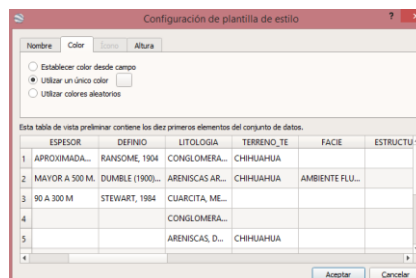 Configuración de plantilla de estilo
Nombre Color Icono Altura
Establecer color desde campo
Utilizar un único color
Utilizar colores aleatorios
Esta tabla de vista preliminar contiene los diez primeros elementos del conjunto de datos.
ESPESOR DEFINIO LITOLOGIA TERRENO_TE FACIE ESTRUCTU
1 APROXIMADA... RANSOME, 1904 CONGLOMERA... CHIHUAHUA
2 MAYOR A 500 M. DUMBLE (1900)... ARENISCAS AR... CHIHUAHUA AMBIENTE FLU...
3 90 A 300 M STEWART, 1984 CUARCITA, ME...
4 CONGLOMERA...
5 ARENISCAS, D... CHIHUAHUA
Aceptar Cancelar